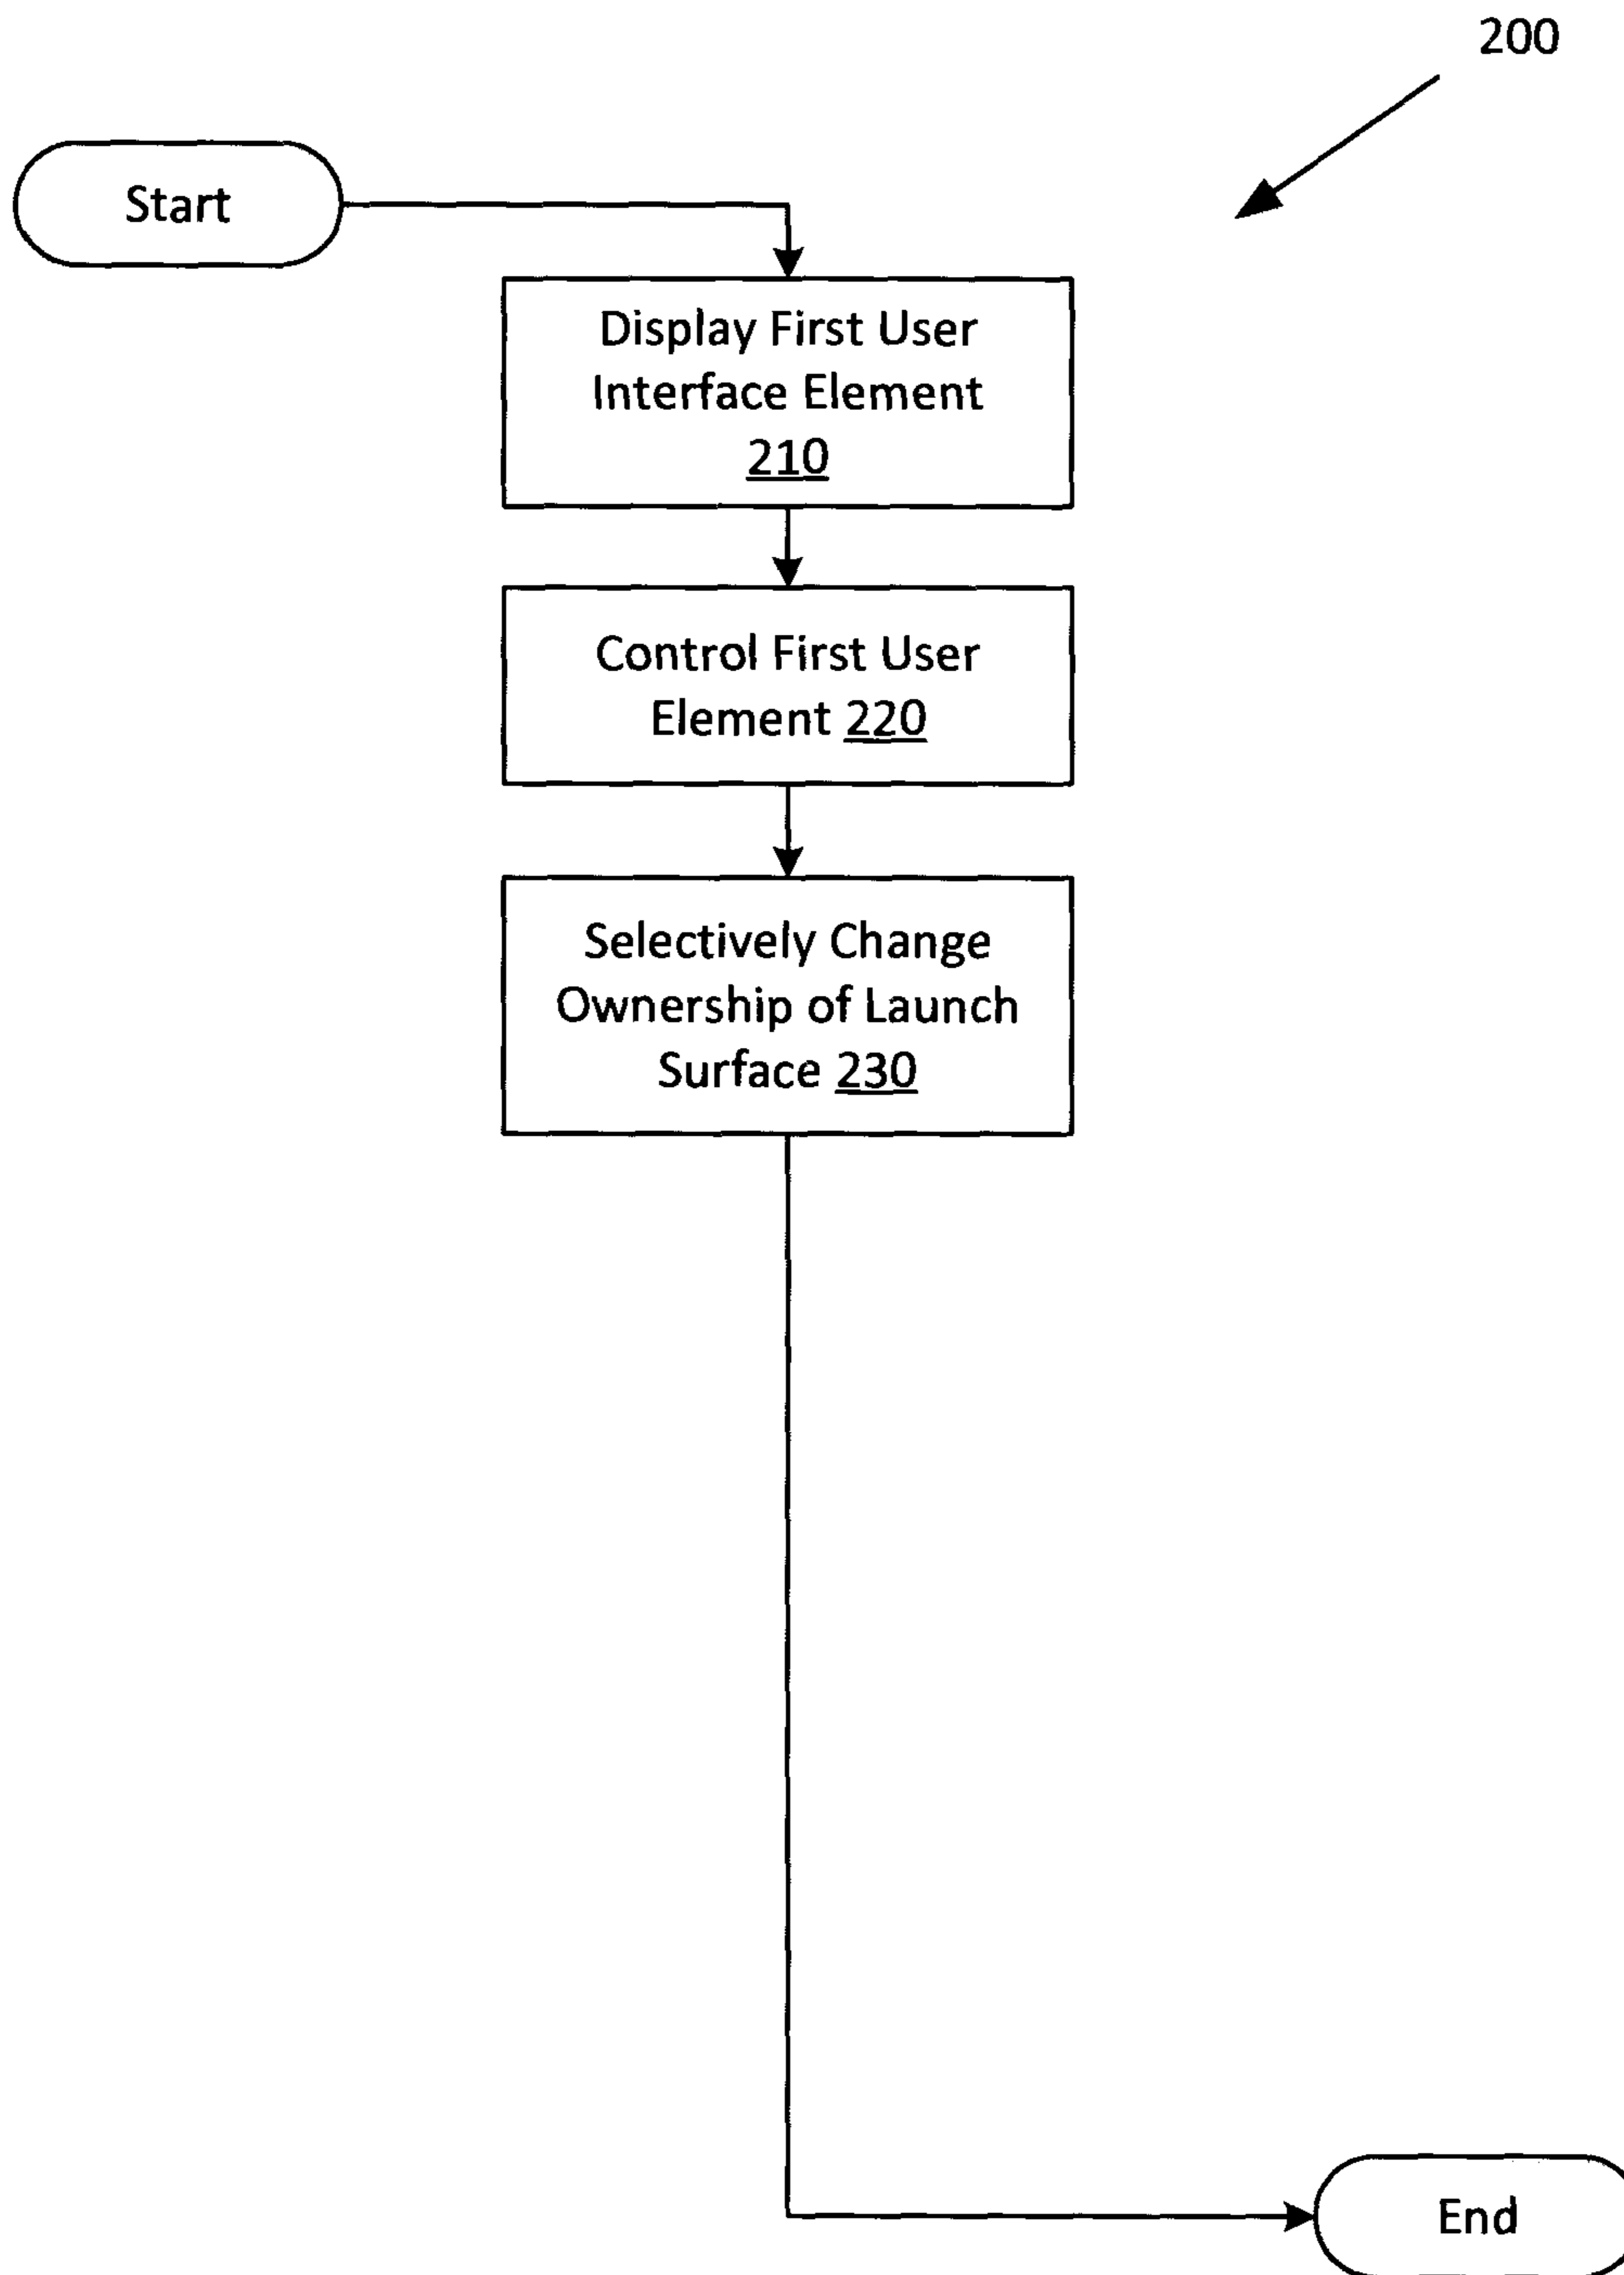 200
Start
Display First User
Interface Element
210
Control First User
Element 220
Selectively Change
Ownership of Launch
Surface 230
End